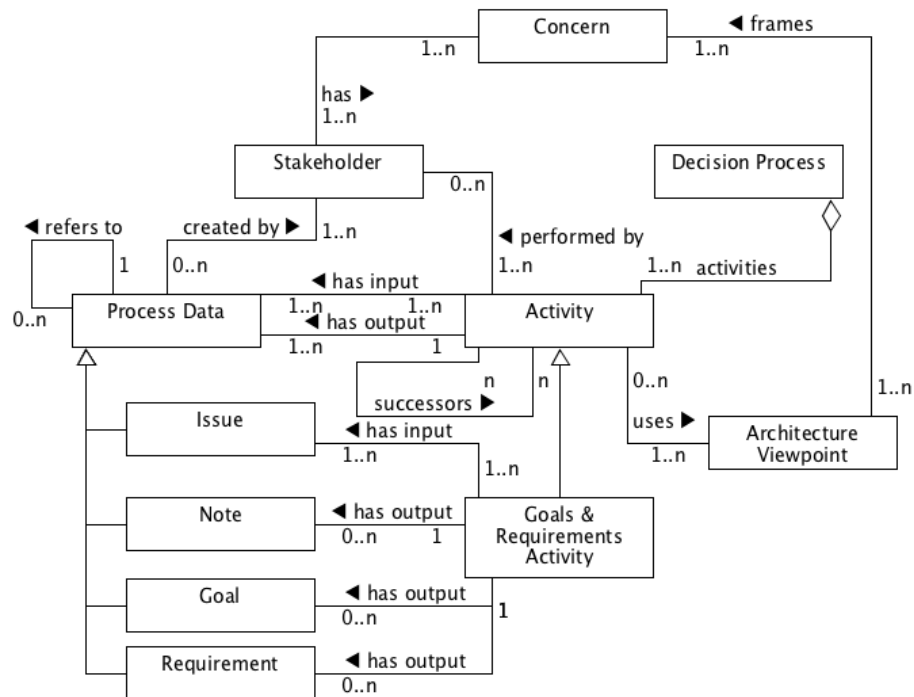 Concern
◄ frames
1..n
1..n
has ►
1..n
Stakeholder
Decision Process
0..n
◄ refers to
created by ►
1..n
◄ performed by
1
0..n
1..n
1..n
activities
◄ has input
0..n
Process Data
1..n
1..n
Activity
◄ has output
1..n
1
n
n
0..n
successors ►
1..n
Issue
◄ has input
uses ►
Architecture
Viewpoint
1..n
1..n
1..n
Note
◄ has output
Goals &
Requirements
Activity
0..n
1
Goal
◄ has output
1
0..n
Requirement
◄ has output
0..n